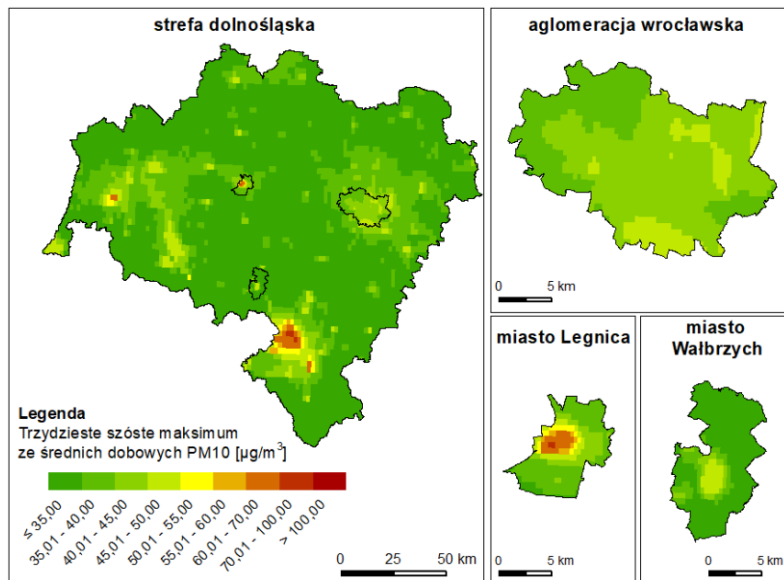 strefa dolnośląska
Legenda
Trzydzieste szóste maksimum
ze średnich dobowych PM10 [µg/m³]
≤ 35,00
35,01 - 40,00
40,01 - 45,00
45,01 - 50,00
50,01 - 55,00
55,01 - 60,00
60,01 - 70,00
70,01 - 100,00
> 100,00
0 25 50 km
aglomeracja wrocławska
0 5 km
miasto Legnica
0 5 km
miasto
Wałbrzych
0 5 km